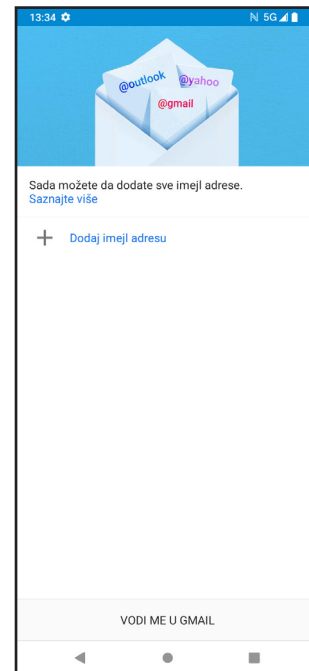 13:34 N 5G
@outlook @yahoo
@gmail
Sada možete da dodate sve imejl adrese.
Saznajte više
Dodaj imejl adresu
VODI ME U GMAIL